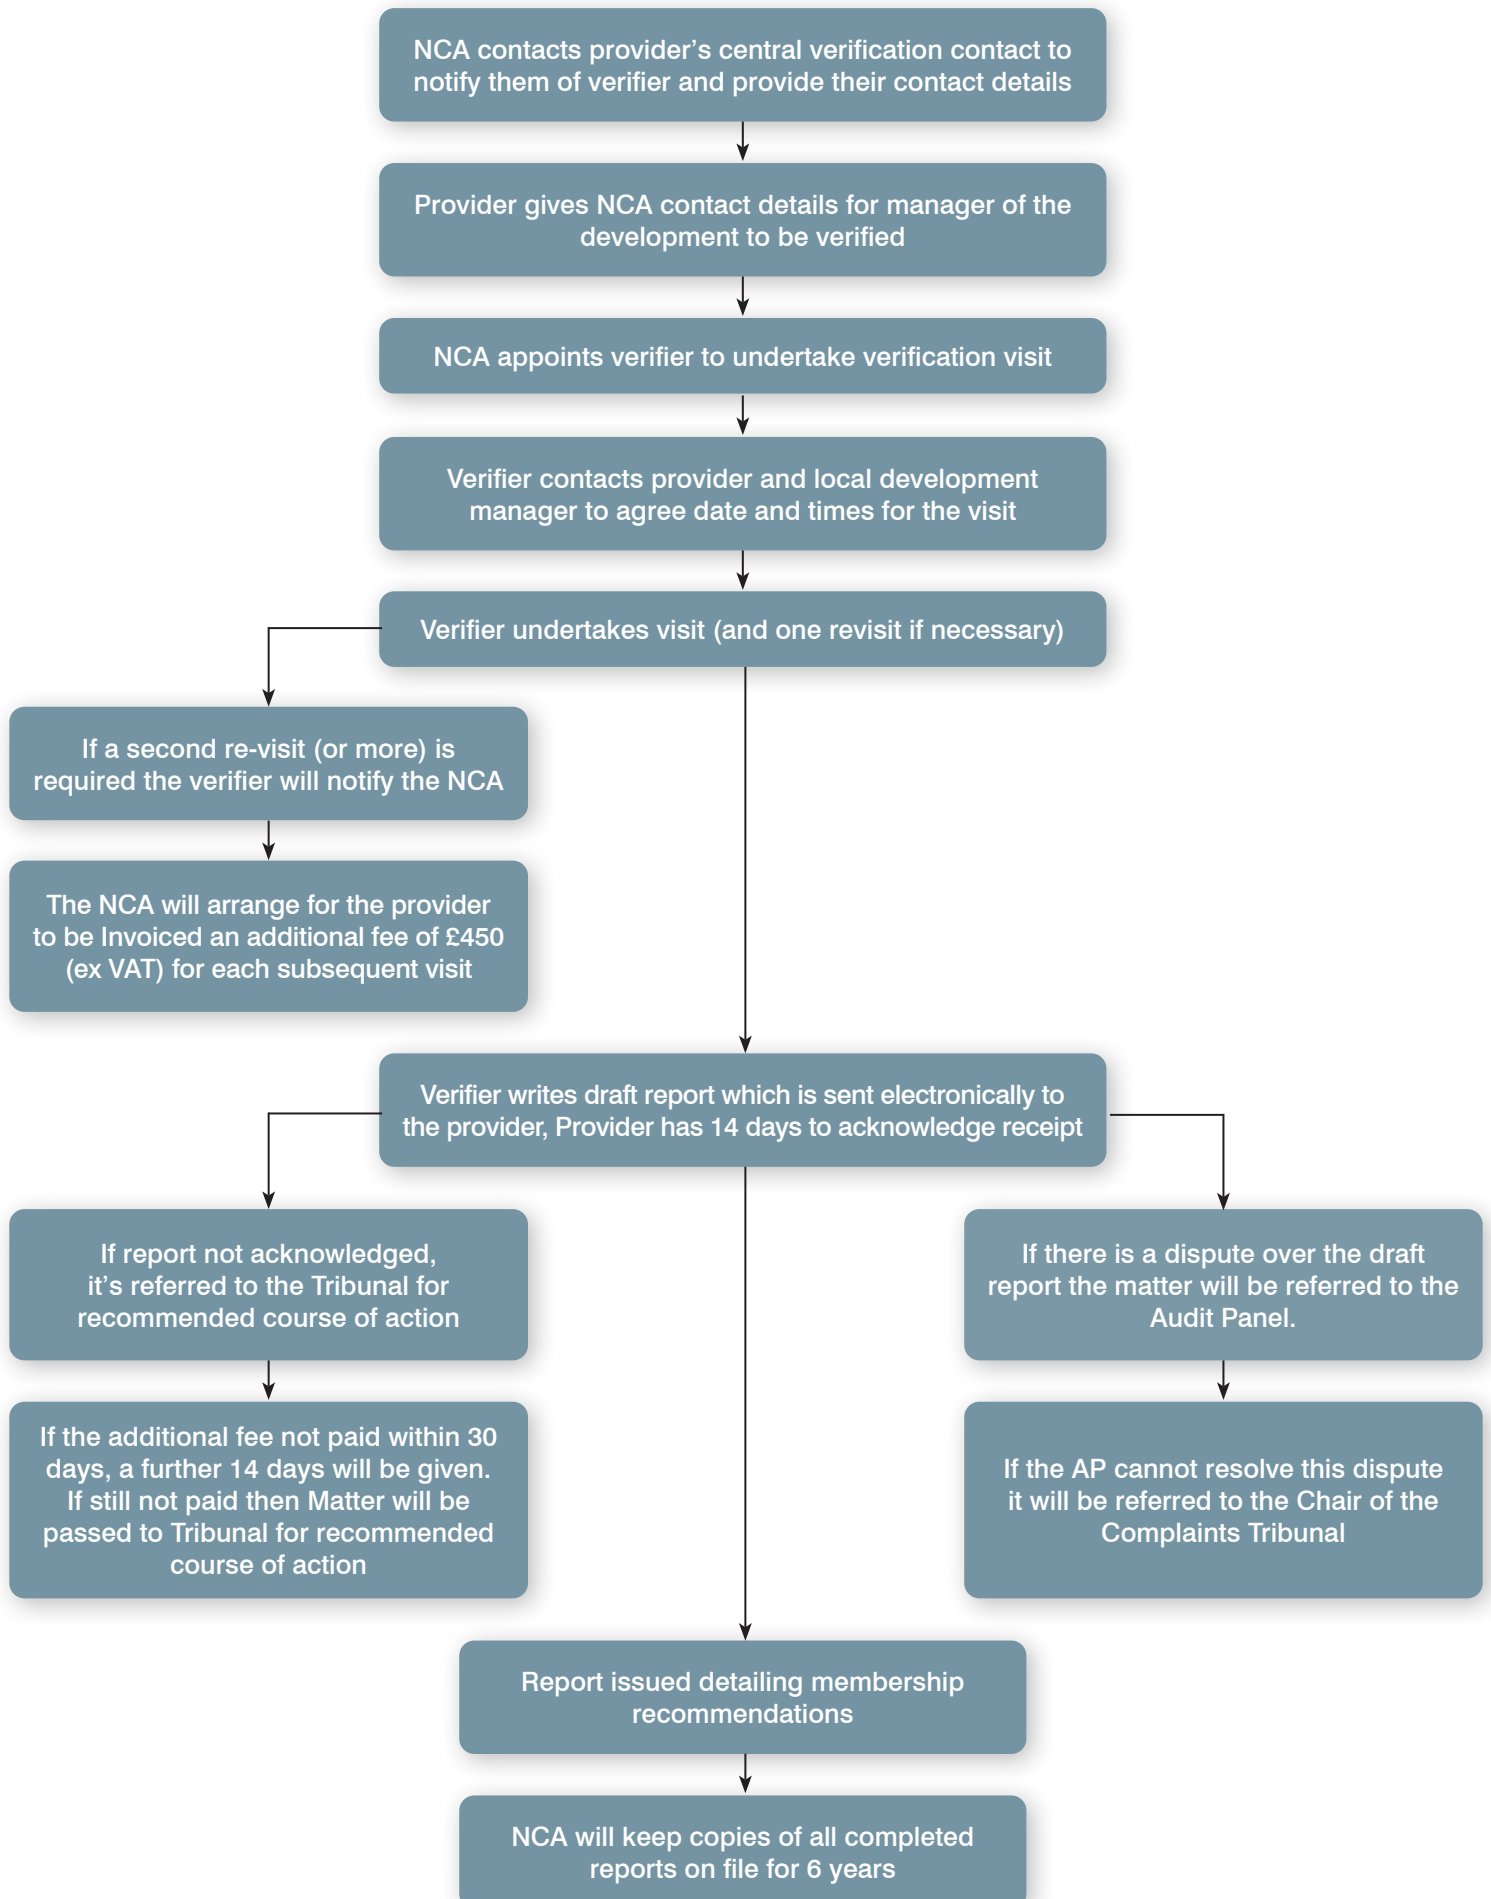 NCA contacts provider’s central verification contact to
notify them of verifier and provide their contact details
Provider gives NCA contact details for manager of the
development to be verified
NCA appoints verifier to undertake verification visit
Verifier contacts provider and local development
manager to agree date and times for the visit
Verifier undertakes visit (and one revisit if necessary)
If a second re-visit (or more) is
required the verifier will notify the NCA
The NCA will arrange for the provider
to be Invoiced an additional fee of £450
(ex VAT) for each subsequent visit
Verifier writes draft report which is sent electronically to
the provider, Provider has 14 days to acknowledge receipt
If report not acknowledged,
it’s referred to the Tribunal for
recommended course of action
If the additional fee not paid within 30
days, a further 14 days will be given.
If still not paid then Matter will be
passed to Tribunal for recommended
course of action
If there is a dispute over the draft
report the matter will be referred to the
Audit Panel.
If the AP cannot resolve this dispute
it will be referred to the Chair of the
Complaints Tribunal
Report issued detailing membership
recommendations
NCA will keep copies of all completed
reports on file for 6 years